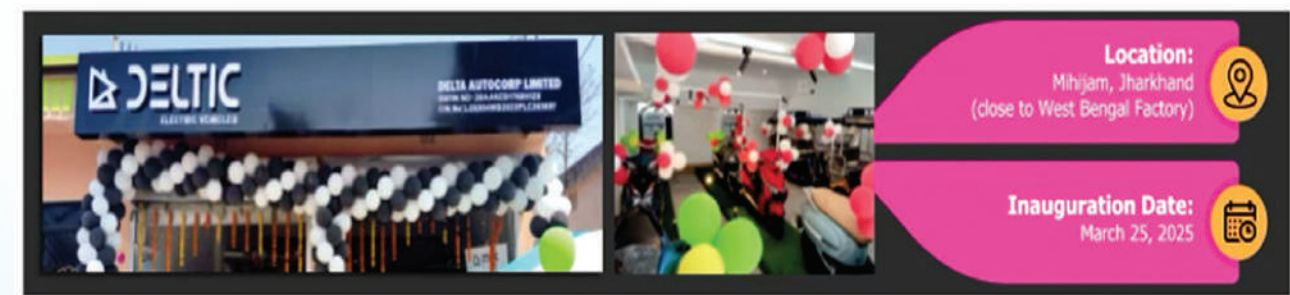 DELTIC
ELECTRIC VEHICLES
DELTA AUTOCORP LIMITED
Location:
Mihijam, Jharkhand
(close to West Bengal Factory)
Inauguration Date:
March 25, 2025